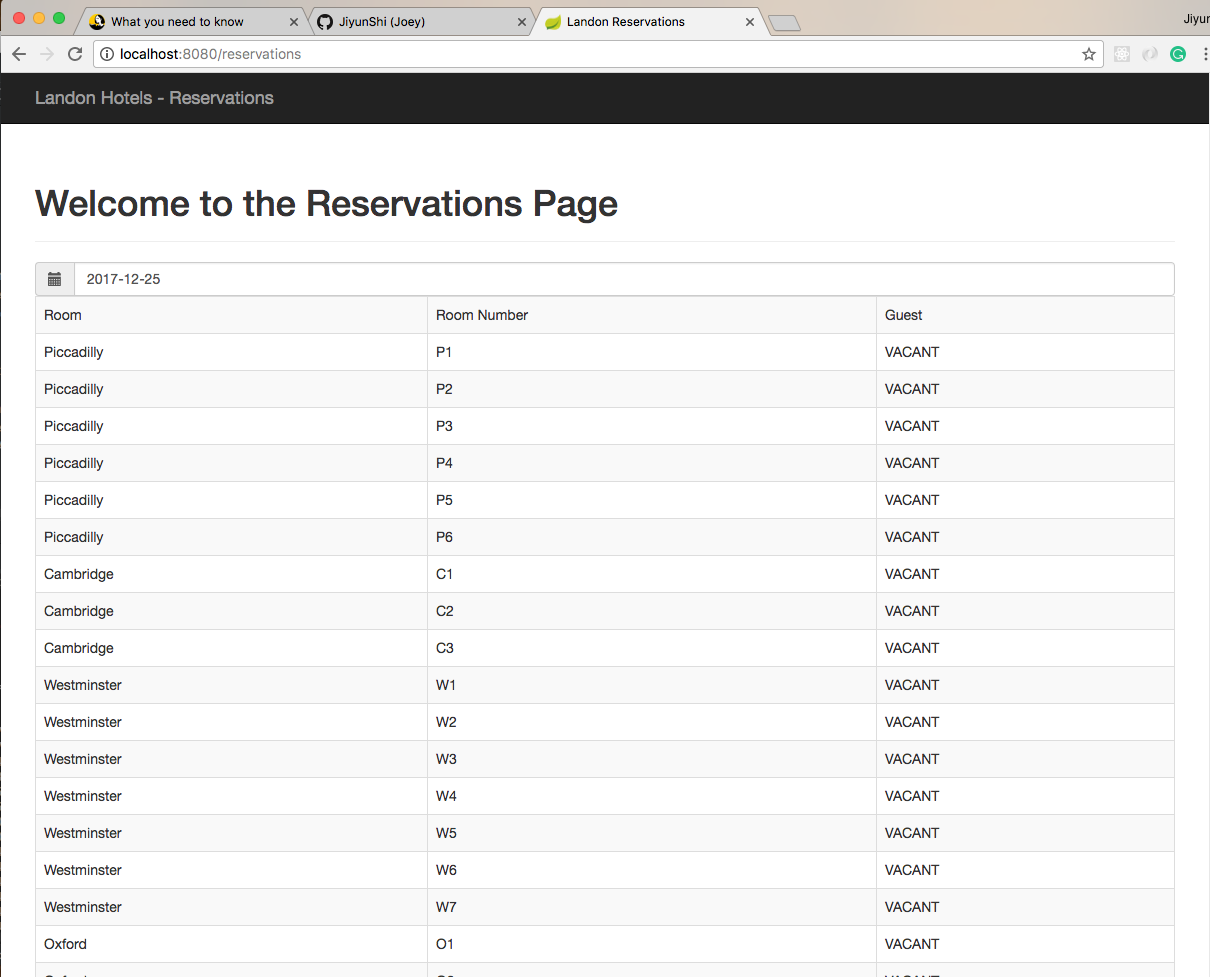 What you need to know JiyunShi (Joey) Landon Reservations Jiyun
localhost:8080/reservations
Landon Hotels - Reservations
Welcome to the Reservations Page
2017-12-25
Room Room Number Guest
Piccadilly P1 VACANT
Piccadilly P2 VACANT
Piccadilly P3 VACANT
Piccadilly P4 VACANT
Piccadilly P5 VACANT
Piccadilly P6 VACANT
Cambridge C1 VACANT
Cambridge C2 VACANT
Cambridge C3 VACANT
Westminster W1 VACANT
Westminster W2 VACANT
Westminster W3 VACANT
Westminster W4 VACANT
Westminster W5 VACANT
Westminster W6 VACANT
Westminster W7 VACANT
Oxford O1 VACANT